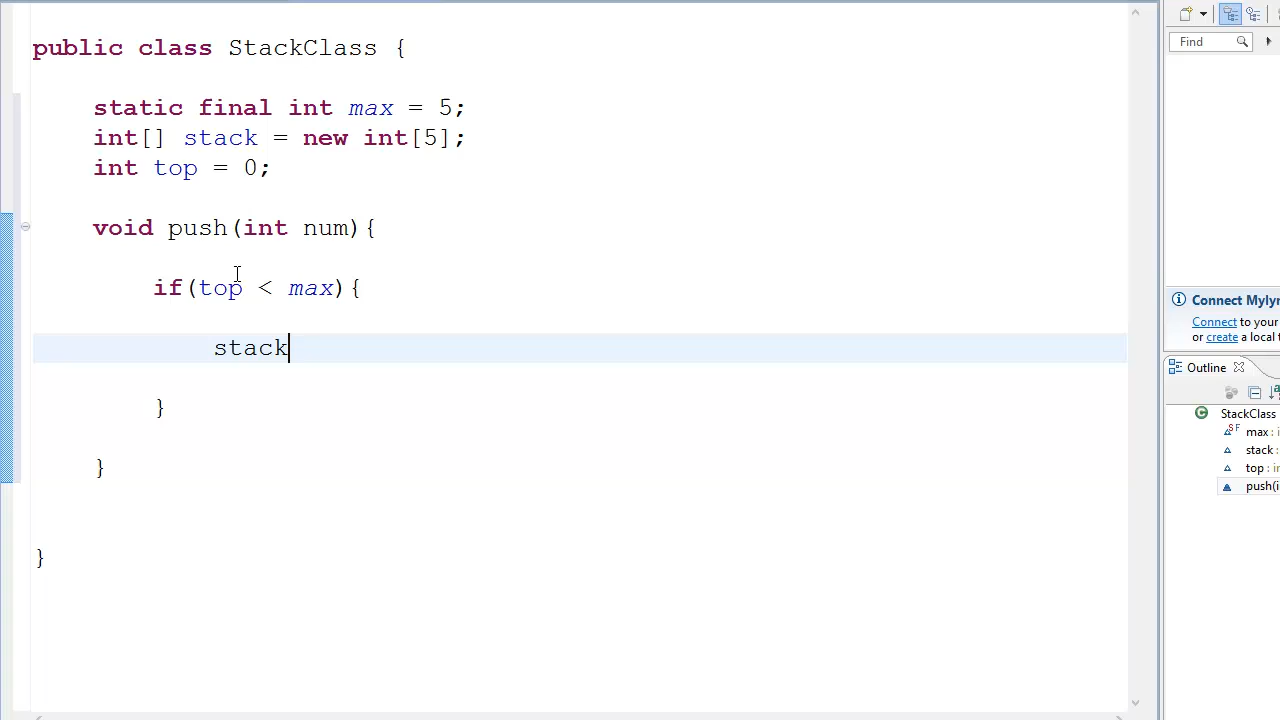 public class StackClass {
static final int max = 5;
int[] stack = new int[5];
int top = 0;
void push(int num){
if(top < max){
stack
}
}
}
Find
Connect Mylyn
Connect to your
or create a local t
Outline
StackClass
S F max : i
stack :
top : in
push(i